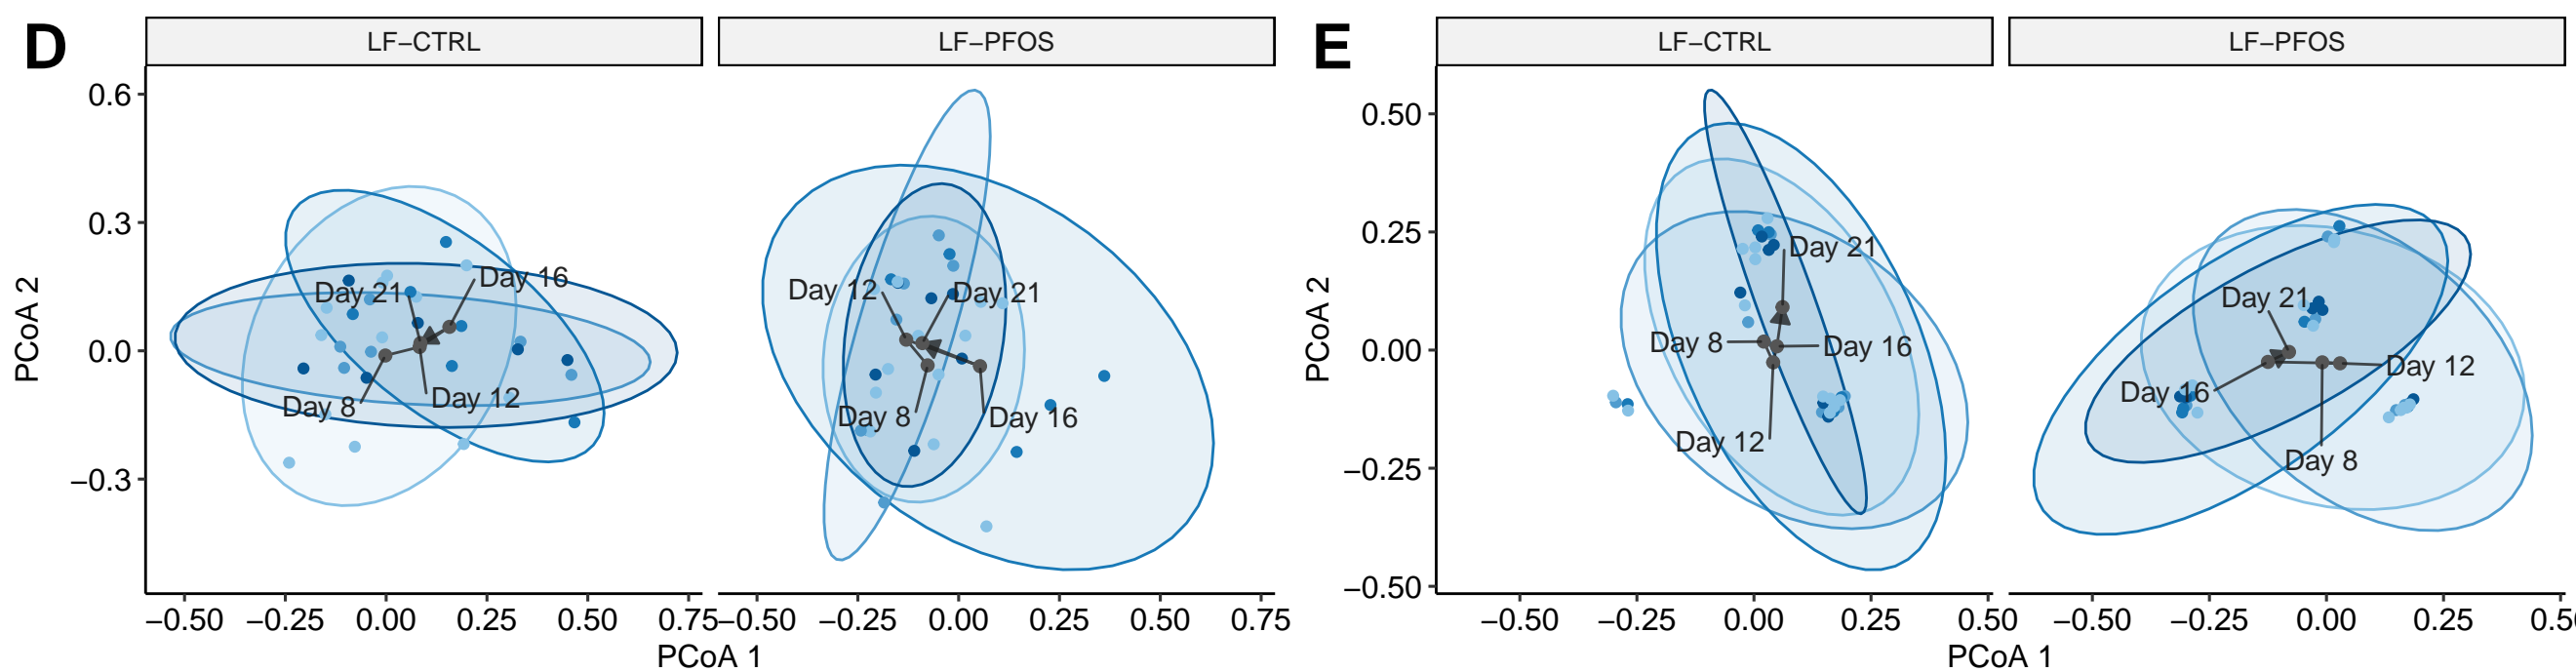 D
LF−CTRL
LF−PFOS
PCoA 2
0.6
0.3
0.0
−0.3
Day 21
Day 16
Day 8
Day 12
Day 12
Day 21
Day 8
Day 16
−0.50 −0.25 0.00 0.25 0.50 0.75
−0.50 −0.25 0.00 0.25 0.50 0.75
PCoA 1
E
LF−CTRL
LF−PFOS
PCoA 2
0.50
0.25
0.00
−0.25
−0.50
Day 21
Day 8
Day 16
Day 12
Day 21
Day 12
Day 16
Day 8
−0.50 −0.25 0.00 0.25 0.50
−0.50 −0.25 0.00 0.25
PCoA 1